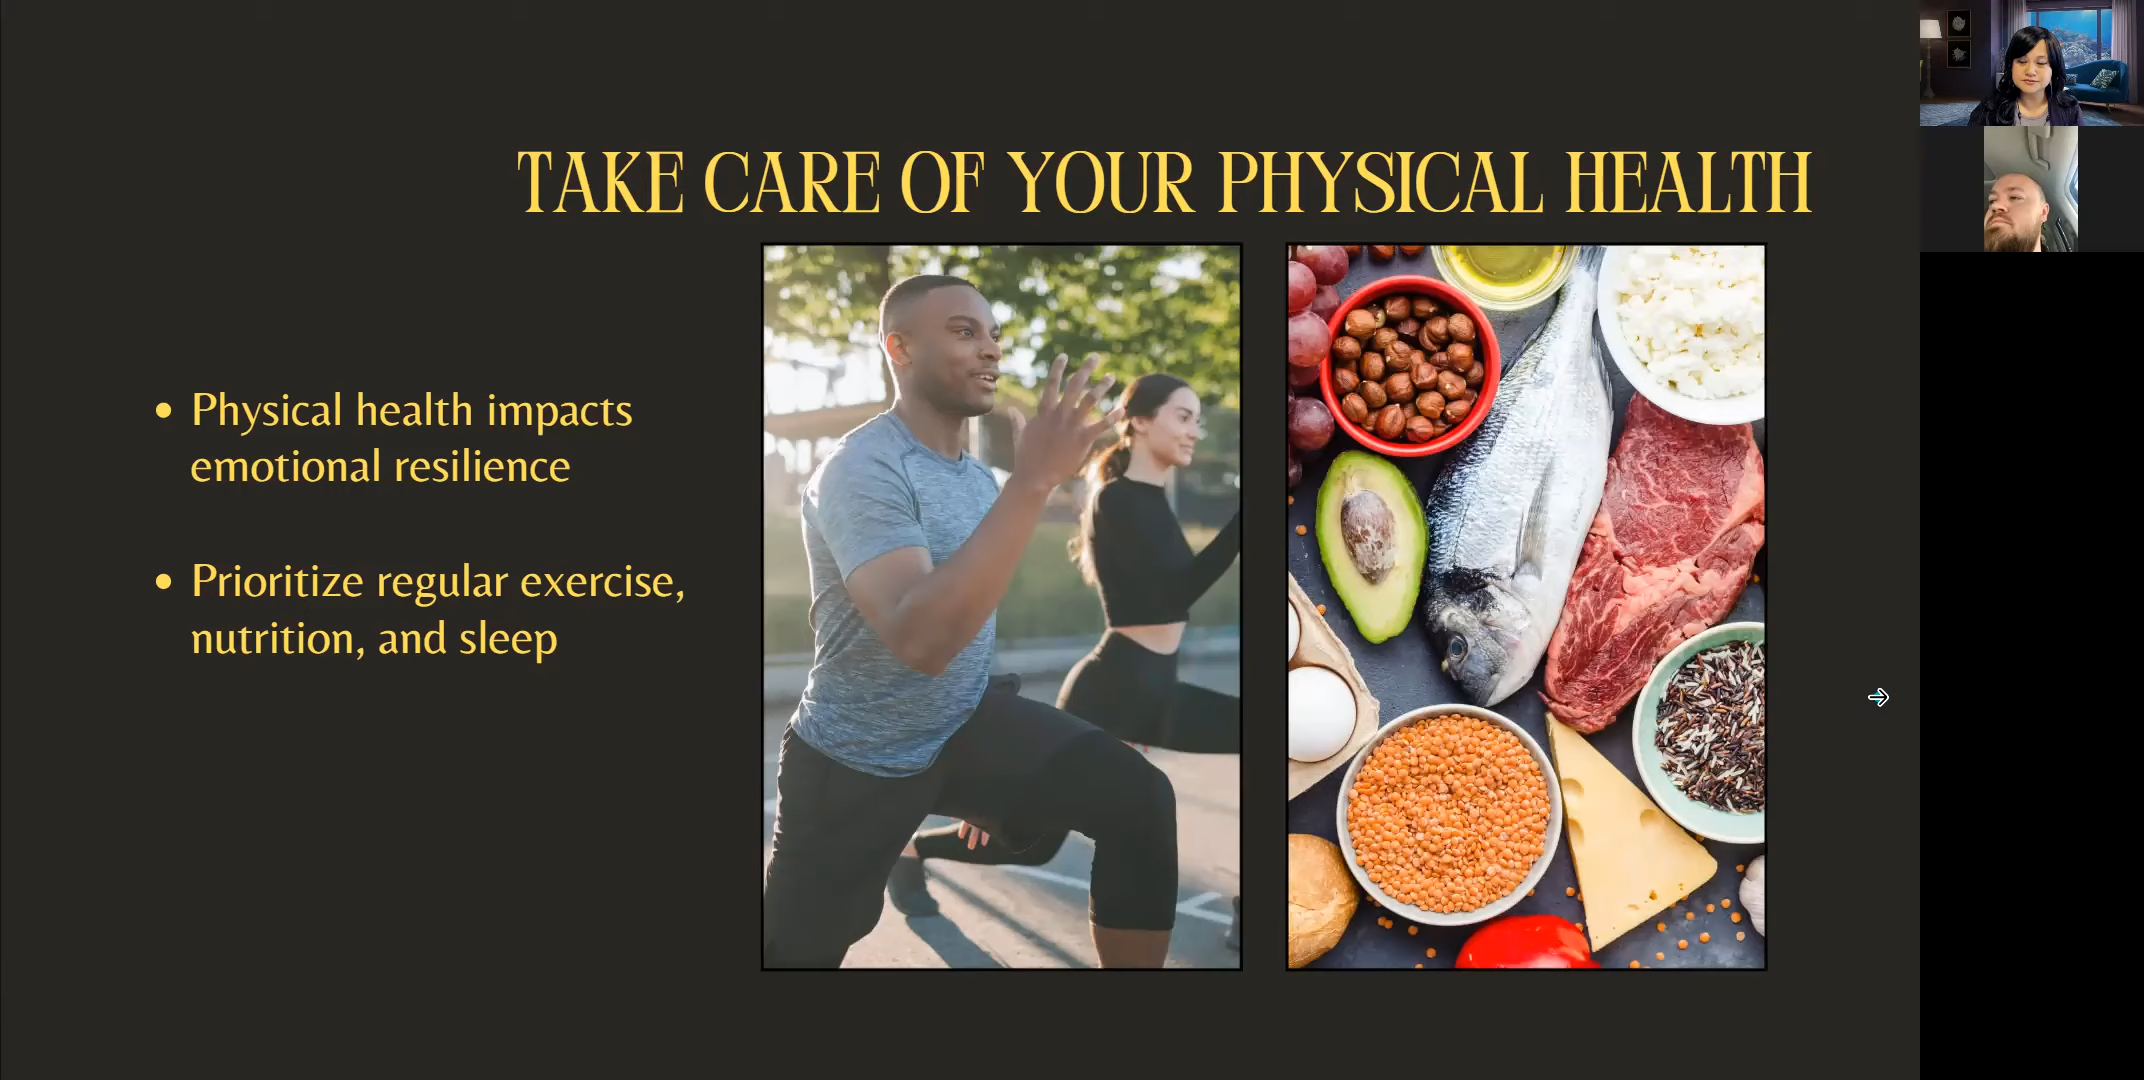 TAKE CARE OF YOUR PHYSICAL HEALTH
• Physical health impacts
emotional resilience
• Prioritize regular exercise,
nutrition, and sleep